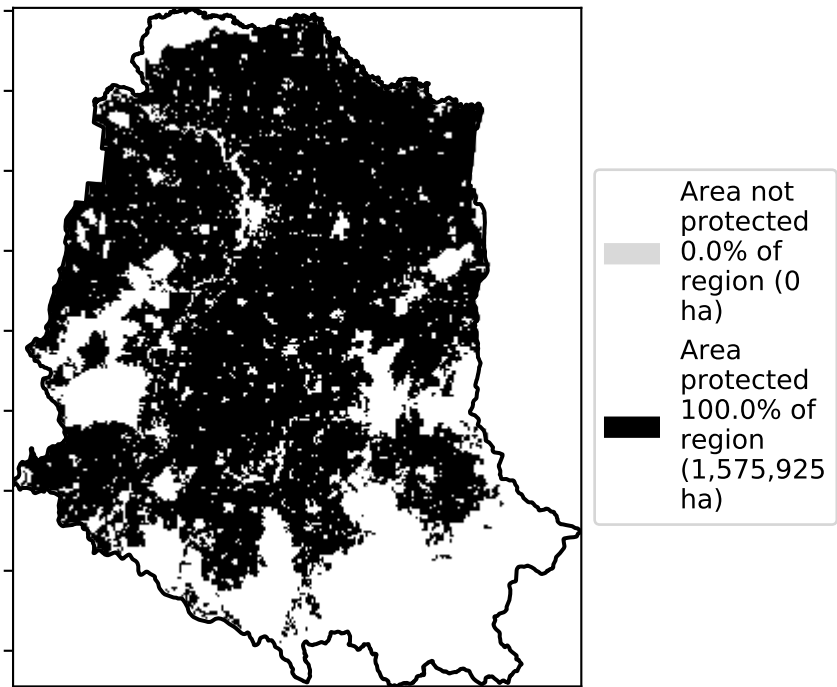 Area not
protected
0.0% of
region (0
ha)
Area
protected
100.0% of
region
(1,575,925
ha)